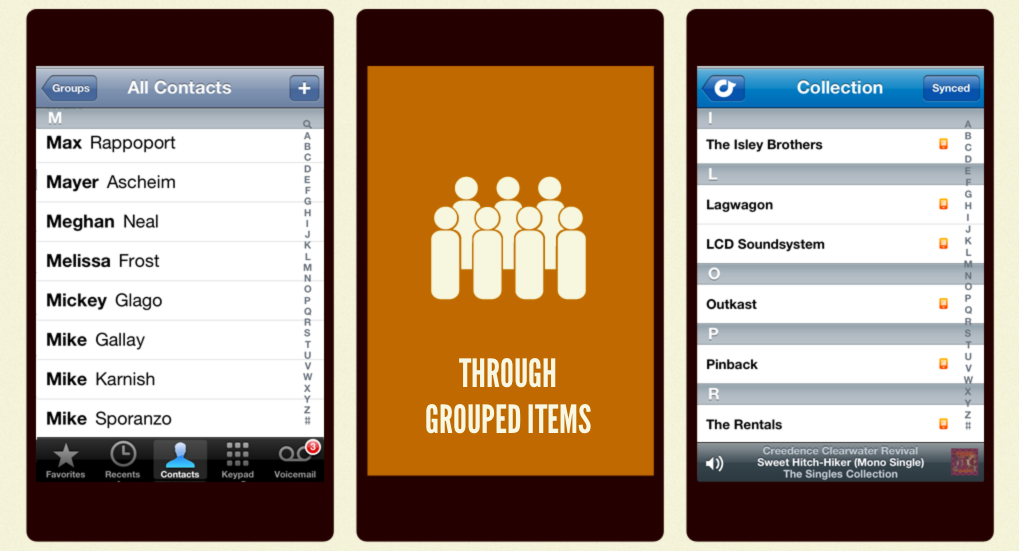 Groups All Contacts +
M
Max Rappoport
Mayer Ascheim
Meghan Neal
Melissa Frost
Mickey Glago
Mike Gallay
Mike Karnish
Mike Sporanzo
A
B
C
D
E
F
G
H
I
J
K
L
M
N
O
P
Q
R
S
T
U
V
W
X
Y
Z
#
3
Favorites Recents Contacts Keypad Voicemail
THROUGH
GROUPED ITEMS
Collection Synced
I
The Isley Brothers
L
Lagwagon
LCD Soundsystem
O
Outkast
P
Pinback
R
The Rentals
A
B
C
D
E
F
G
H
I
J
K
L
M
N
O
P
Q
R
S
T
U
V
W
X
Y
Z
#
Creedence Clearwater Revival
Sweet Hitch-Hiker (Mono Single)
The Singles Collection